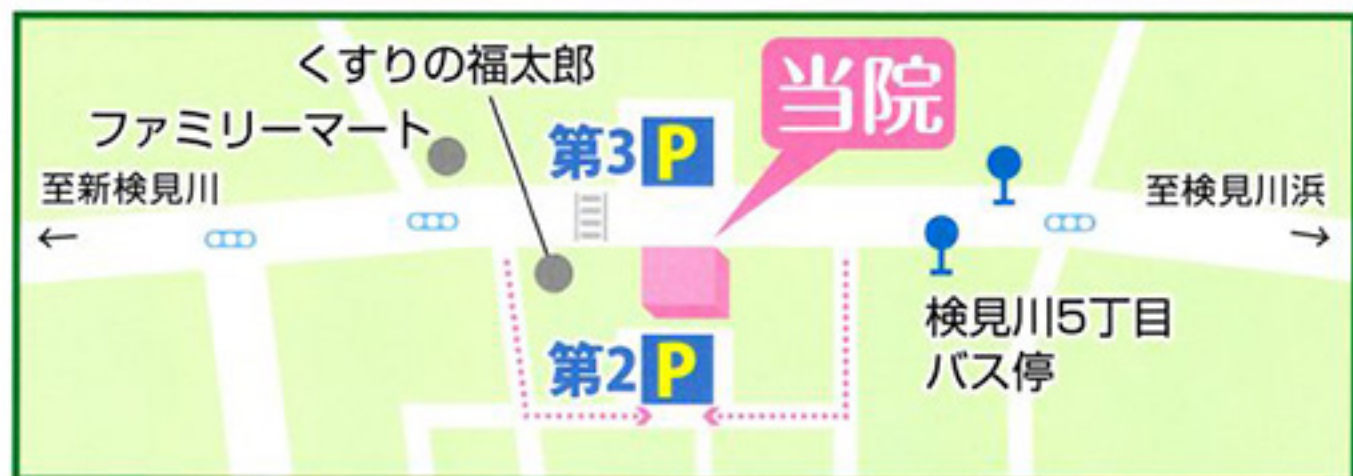 くすりの福太郎
ファミリーマート
第3 P
当院
至新検見川
←
至検見川浜
→
検見川5丁目
バス停
第2 P